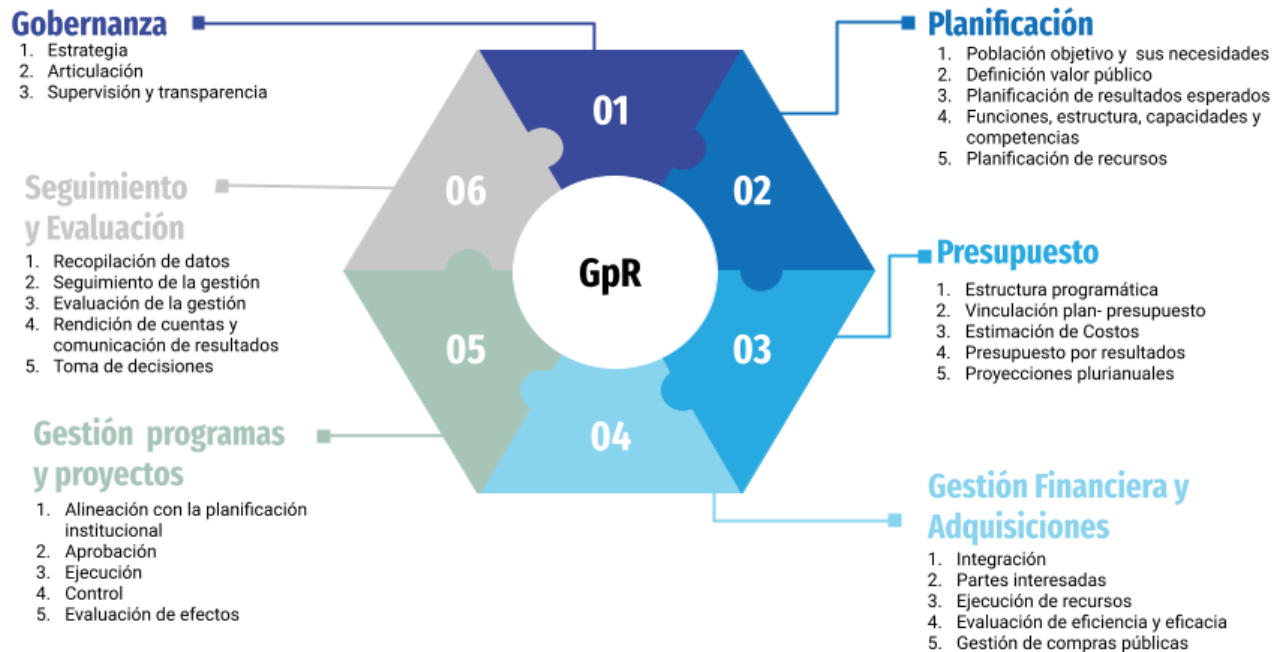 Gobernanza
1. Estrategia
2. Articulación
3. Supervisión y transparencia
Planificación
1. Población objetivo y sus necesidades
2. Definición valor público
3. Planificación de resultados esperados
4. Funciones, estructura, capacidades y
competencias
5. Planificación de recursos
01
02
03
04
05
06
GpR
Presupuesto
1. Estructura programática
2. Vinculación plan- presupuesto
3. Estimación de Costos
4. Presupuesto por resultados
5. Proyecciones plurianuales
Gestión Financiera y
Adquisiciones
1. Integración
2. Partes interesadas
3. Ejecución de recursos
4. Evaluación de eficiencia y eficacia
5. Gestión de compras públicas
Gestión programas
y proyectos
1. Alineación con la planificación
institucional
2. Aprobación
3. Ejecución
4. Control
5. Evaluación de efectos
Seguimiento
y Evaluación
1. Recopilación de datos
2. Seguimiento de la gestión
3. Evaluación de la gestión
4. Rendición de cuentas y
comunicación de resultados
5. Toma de decisiones